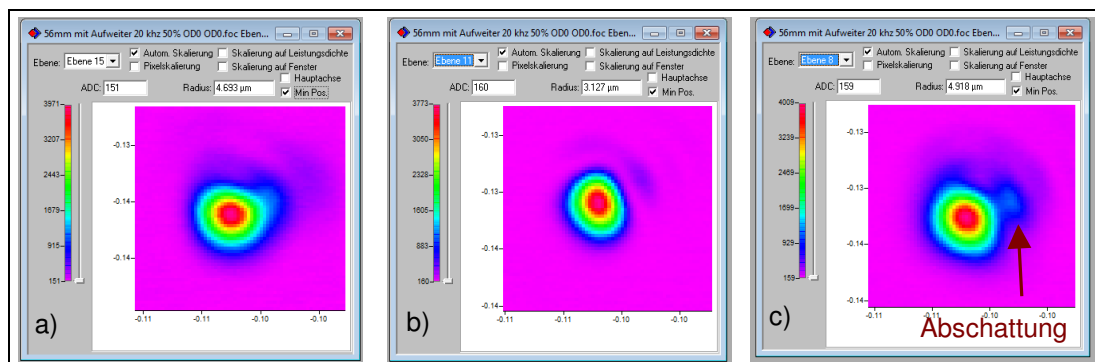 56mm mit Aufweiter 20 khz 50% OD0 OD0.foc Eben...
Ebene: Ebene 15
Autom. Skalierung
Skalierung auf Leistungsdichte
Pixelskalierung
Skalierung auf Fenster
Hauptachse
ADC: 151
Radius: 4.693 µm
Min Pos.
3971
3207
2443
1679
915
151
-0.13
-0.14
-0.14
-0.11
-0.11
-0.10
-0.10
a)
56mm mit Aufweiter 20 khz 50% OD0 OD0.foc Eben...
Ebene: Ebene 11
Autom. Skalierung
Skalierung auf Leistungsdichte
Pixelskalierung
Skalierung auf Fenster
Hauptachse
ADC: 160
Radius: 3.127 µm
Min Pos.
3773
3050
2328
1605
883
160
-0.13
-0.13
-0.14
-0.14
-0.11
-0.11
-0.10
-0.10
b)
56mm mit Aufweiter 20 khz 50% OD0 OD0.foc Eben...
Ebene: Ebene 8
Autom. Skalierung
Skalierung auf Leistungsdichte
Pixelskalierung
Skalierung auf Fenster
Hauptachse
ADC: 159
Radius: 4.918 µm
Min Pos.
4009
3239
2469
1699
929
159
-0.13
-0.13
-0.14
-0.14
-0.11
-0.11
-0.10
-0.10
c)
Abschattung